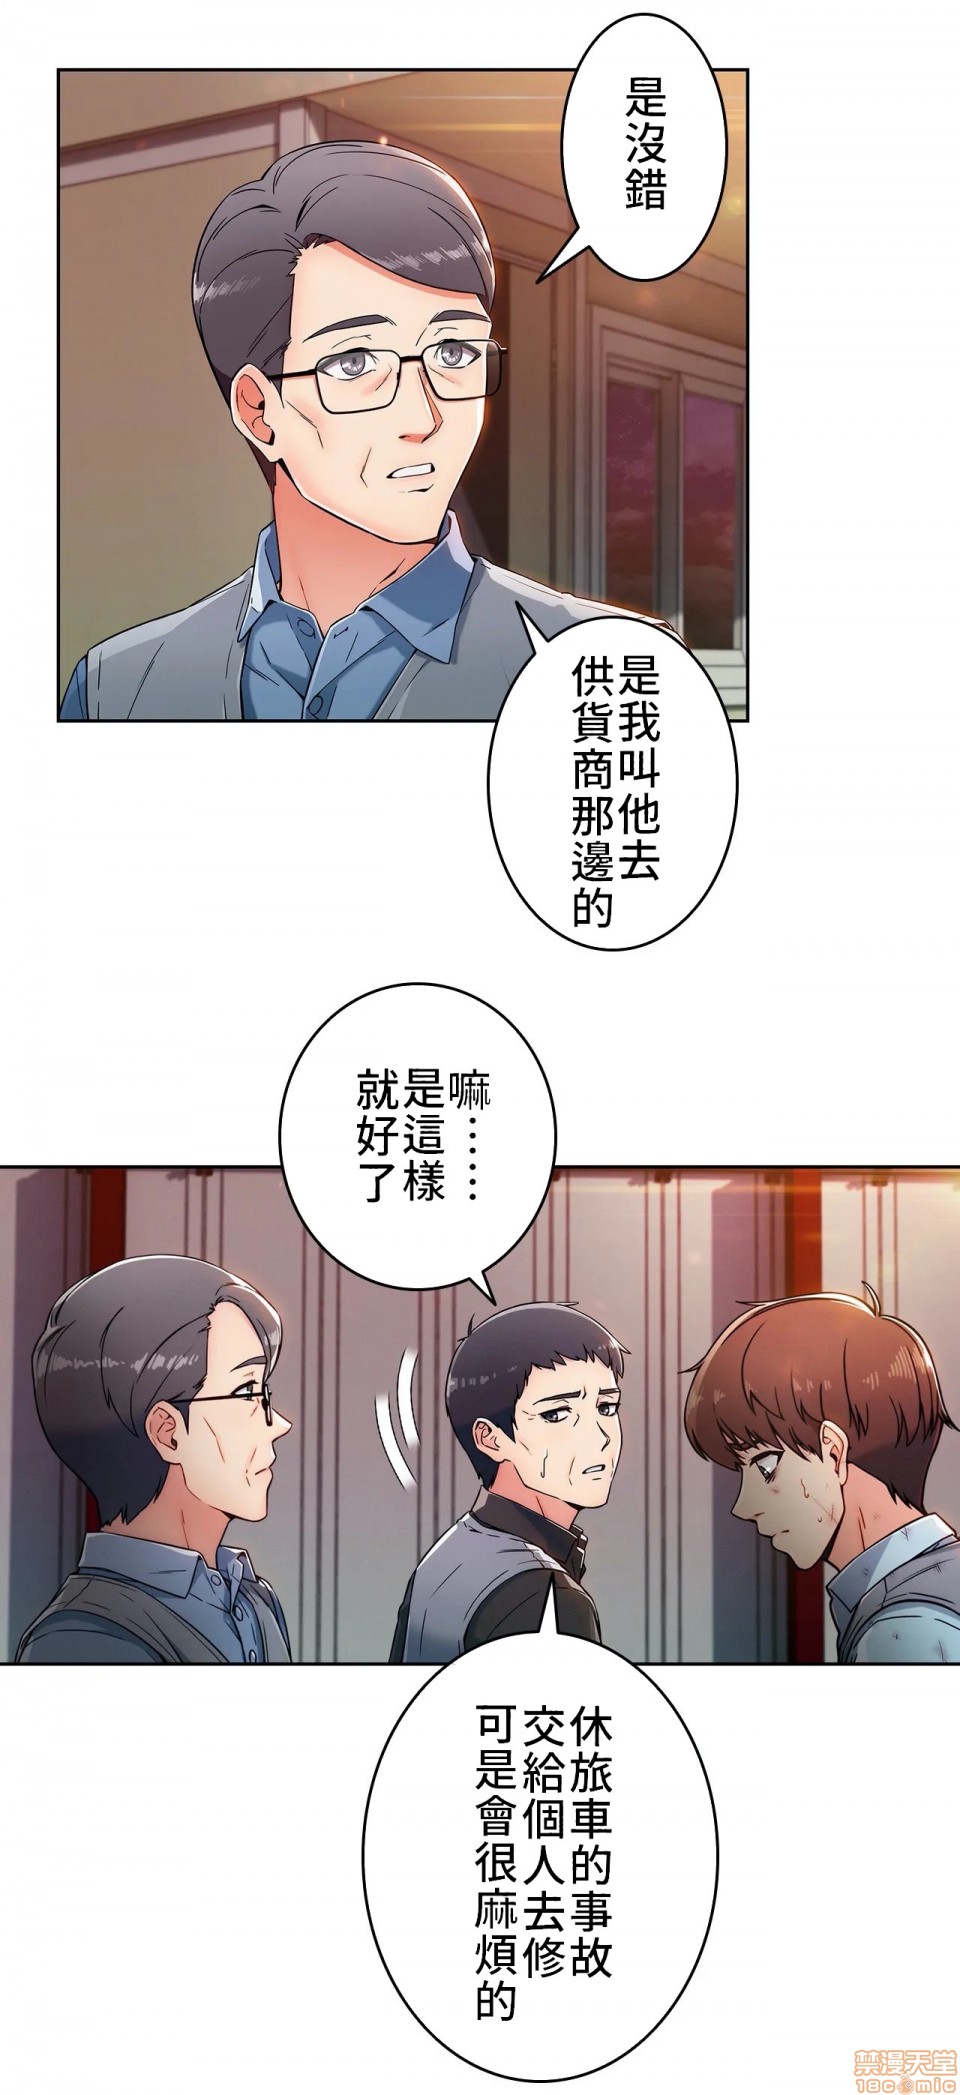 是沒錯
是我叫他去
供貨商那邊的
嘛……
是這樣
就好了
休旅車的事故
交給個人去修
可是會很麻煩的
禁漫天堂
18comic